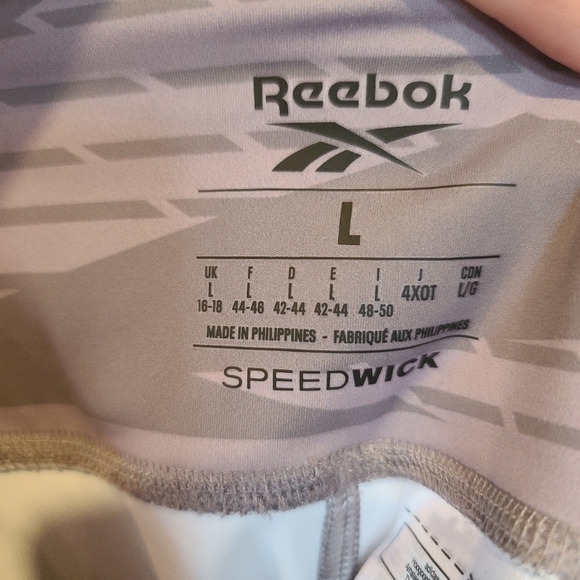 Reebok
L
UK F D E I J CDN
L L L L L 4XOT L/G
16-18 44-46 42-44 42-44 48-50
MADE IN PHILIPPINES - FABRIQUÉ AUX PHILIPPINES
SPEEDWICK